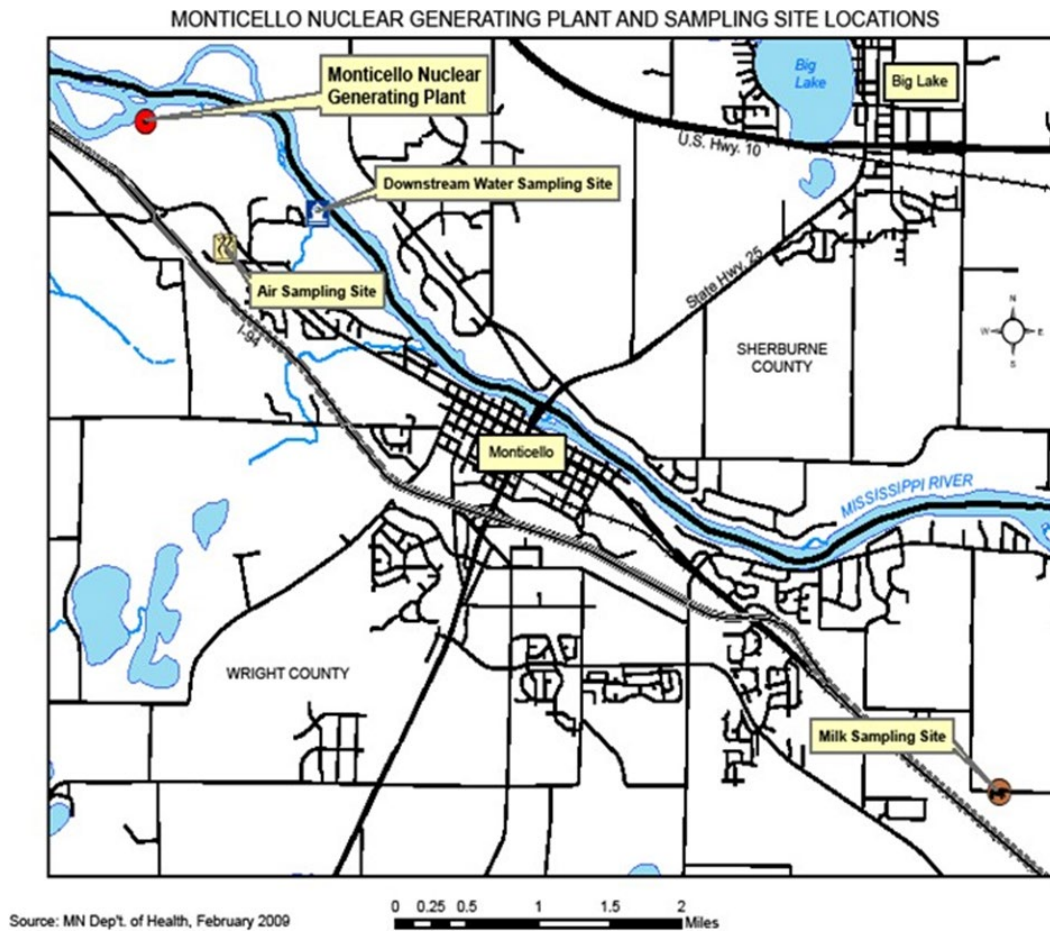 MONTICELLO NUCLEAR GENERATING PLANT AND SAMPLING SITE LOCATIONS
Monticello Nuclear
Generating Plant
Big
Lake
Big Lake
U.S. Hwy. 10
Downstream Water Sampling Site
Air Sampling Site
State Hwy. 25
I-94
N
W E
S
SHERBURNE
COUNTY
Monticello
MISSISSIPPI RIVER
WRIGHT COUNTY
Milk Sampling Site
Source: MN Dep't. of Health, February 2009
0 0.25 0.5 1 1.5 2
Miles